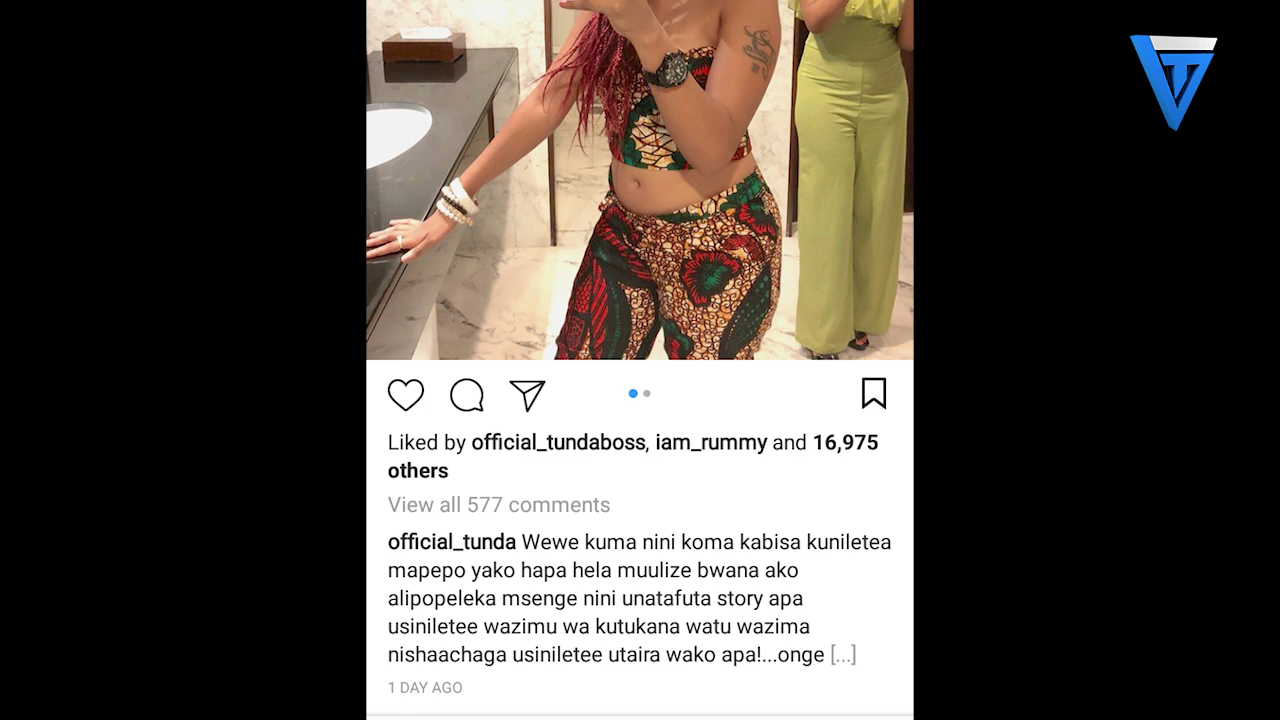 Liked by official_tundaboss, iam_rummy and 16,975
others
View all 577 comments
official_tunda Wewe kuma nini koma kabisa kuniletea
mapepo yako hapa hela muulize bwana ako
alipopeleka msenge nini unatafuta story apa
usiniletee wazimu wa kutukana watu wazima
nishaachaga usiniletee utaira wako apa!...onge [...]
1 DAY AGO